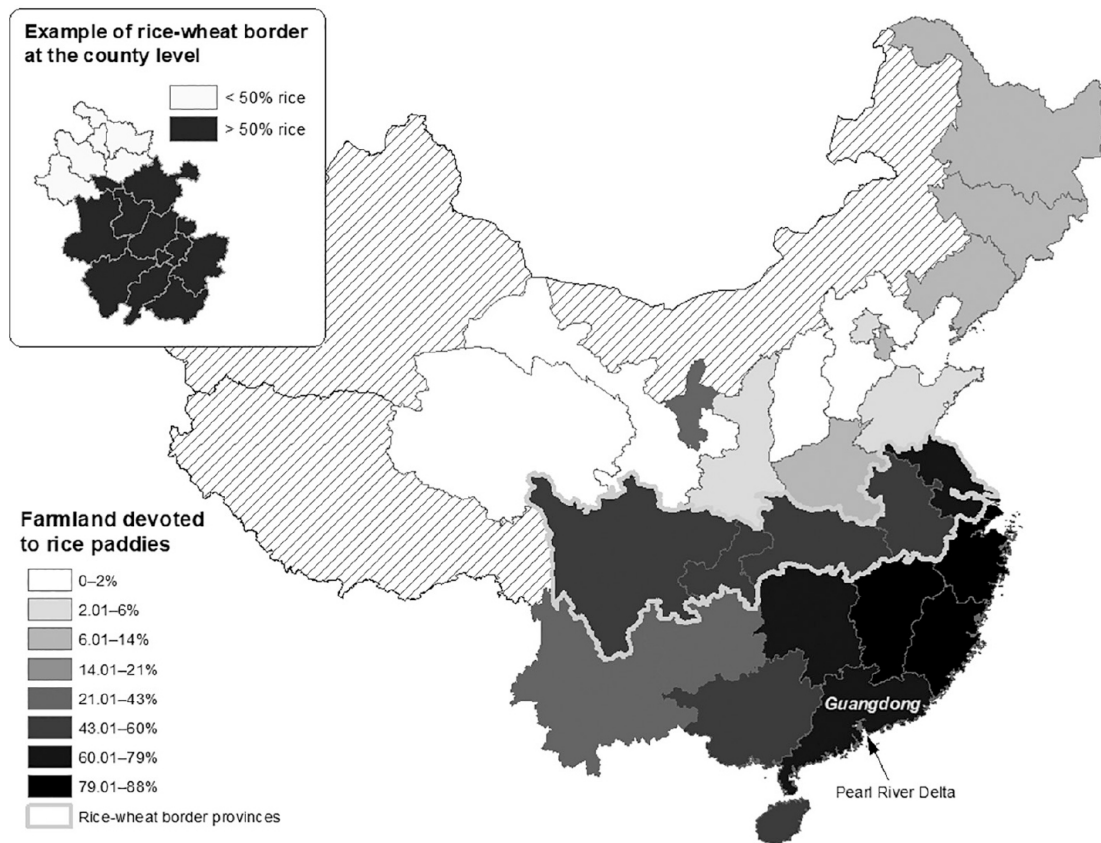 Example of rice-wheat border
at the county level
< 50% rice
> 50% rice
Farmland devoted
to rice paddies
0–2%
2.01–6%
6.01–14%
14.01–21%
21.01–43%
43.01–60%
60.01–79%
79.01–88%
Rice-wheat border provinces
Guangdong
Pearl River Delta